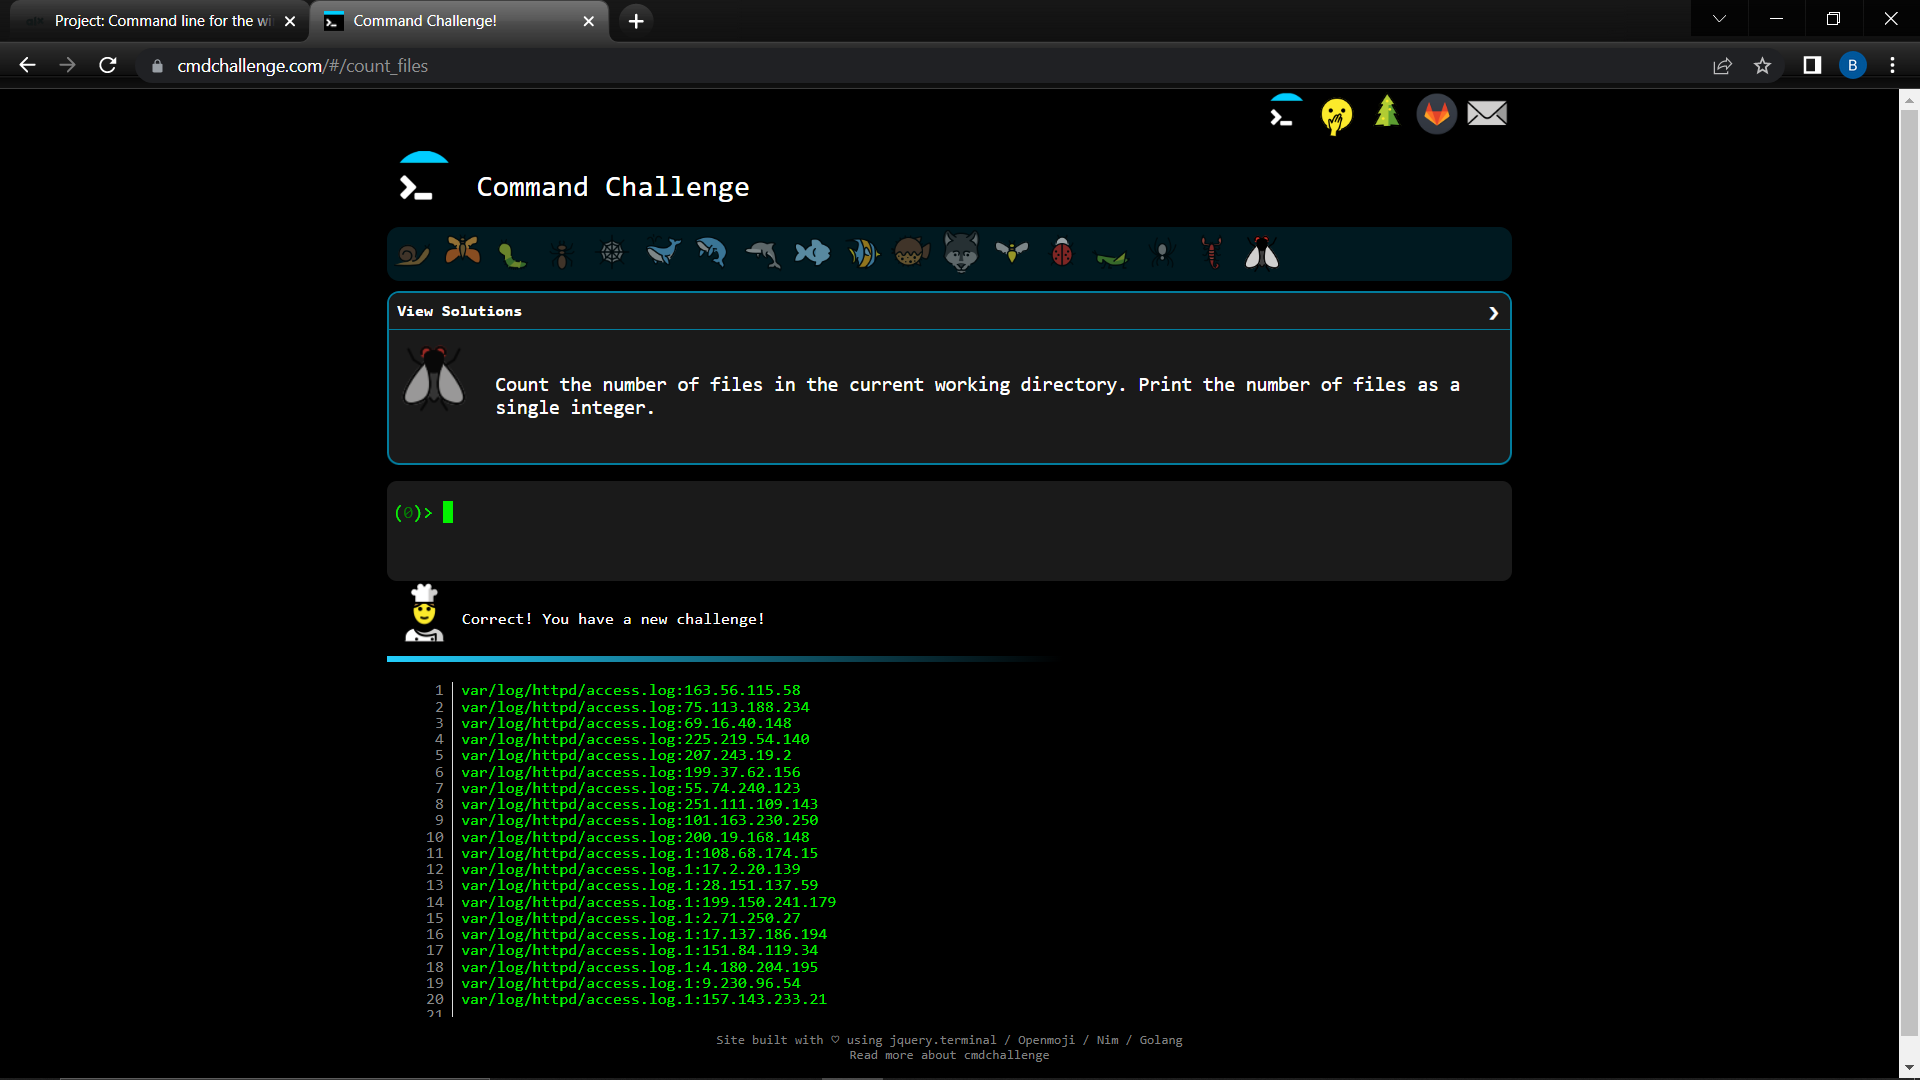 Project: Command line for the wi
Command Challenge!
cmdchallenge.com/#/count_files
B
Command Challenge
View Solutions
Count the number of files in the current working directory. Print the number of files as a
single integer.
(0)>
Correct! You have a new challenge!
1 var/log/httpd/access.log:163.56.115.58
2 var/log/httpd/access.log:75.113.188.234
3 var/log/httpd/access.log:69.16.40.148
4 var/log/httpd/access.log:225.219.54.140
5 var/log/httpd/access.log:207.243.19.2
6 var/log/httpd/access.log:199.37.62.156
7 var/log/httpd/access.log:55.74.240.123
8 var/log/httpd/access.log:251.111.109.143
9 var/log/httpd/access.log:101.163.230.250
10 var/log/httpd/access.log:200.19.168.148
11 var/log/httpd/access.log.1:108.68.174.15
12 var/log/httpd/access.log.1:17.2.20.139
13 var/log/httpd/access.log.1:28.151.137.59
14 var/log/httpd/access.log.1:199.150.241.179
15 var/log/httpd/access.log.1:2.71.250.27
16 var/log/httpd/access.log.1:17.137.186.194
17 var/log/httpd/access.log.1:151.84.119.34
18 var/log/httpd/access.log.1:4.180.204.195
19 var/log/httpd/access.log.1:9.230.96.54
20 var/log/httpd/access.log.1:157.143.233.21
21
Site built with ♡ using jquery.terminal / Openmoji / Nim / Golang
Read more about cmdchallenge